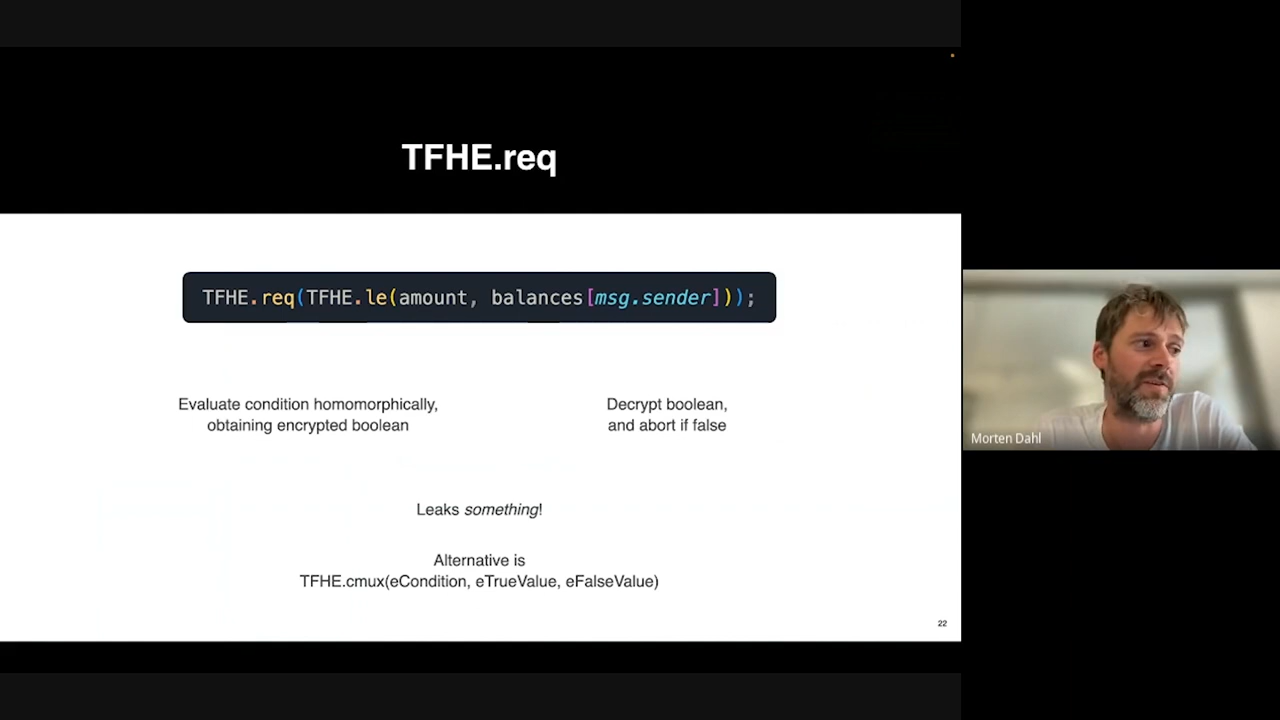 TFHE.req
TFHE.req(TFHE.le(amount, balances[msg.sender]));
Evaluate condition homomorphically,
obtaining encrypted boolean
Decrypt boolean,
and abort if false
Leaks something!
Alternative is
TFHE.cmux(eCondition, eTrueValue, eFalseValue)
22
Morten Dahl